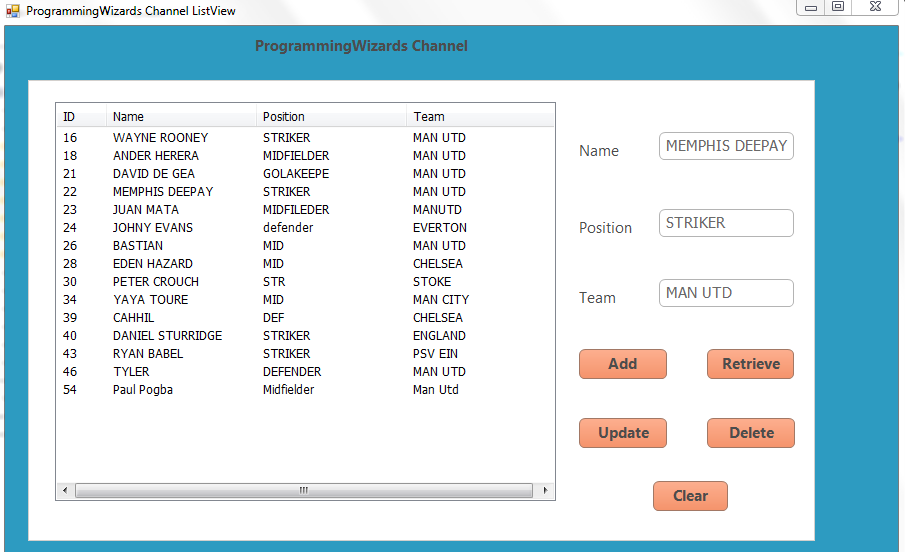 ProgrammingWizards Channel ListView
ProgrammingWizards Channel
ID Name Position Team
16 WAYNE ROONEY STRIKER MAN UTD
18 ANDER HERERA MIDFIELDER MAN UTD
21 DAVID DE GEA GOLAKEEPE MAN UTD
22 MEMPHIS DEEPAY STRIKER MAN UTD
23 JUAN MATA MIDFILEDER MANUTD
24 JOHNY EVANS defender EVERTON
26 BASTIAN MID MAN UTD
28 EDEN HAZARD MID CHELSEA
30 PETER CROUCH STR STOKE
34 YAYA TOURE MID MAN CITY
39 CAHHIL DEF CHELSEA
40 DANIEL STURRIDGE STRIKER ENGLAND
43 RYAN BABEL STRIKER PSV EIN
46 TYLER DEFENDER MAN UTD
54 Paul Pogba Midfielder Man Utd
Name MEMPHIS DEEPAY
Position STRIKER
Team MAN UTD
Add Retrieve
Update Delete
Clear